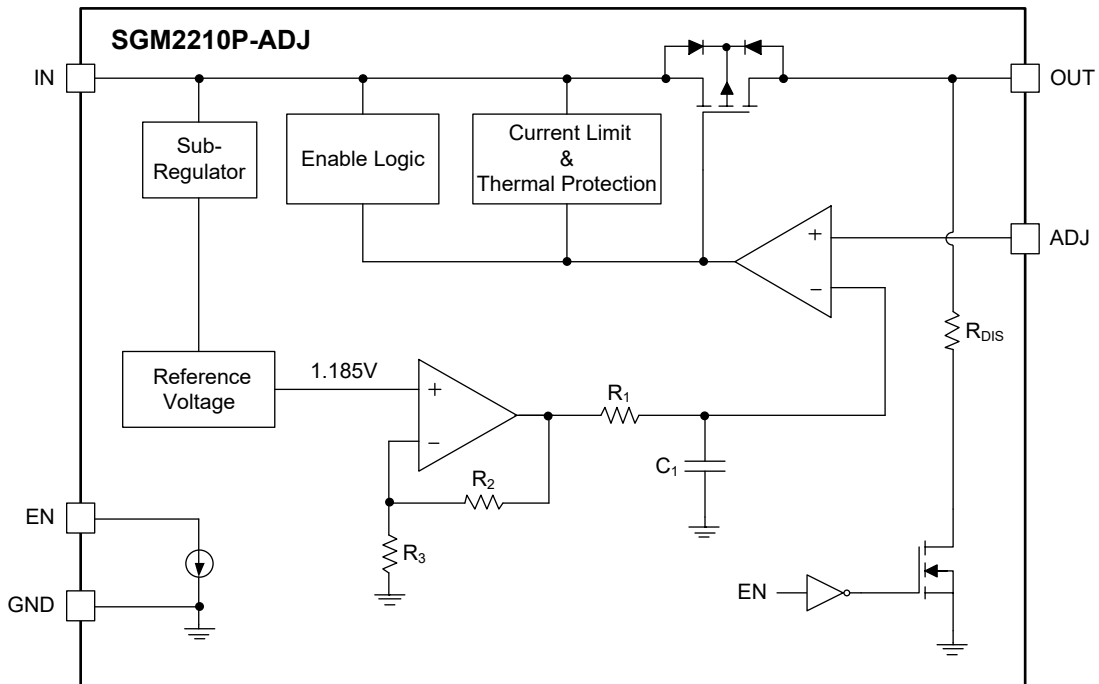 SGM2210P-ADJ
IN
OUT
Sub-
Regulator
Enable Logic
Current Limit
&
Thermal Protection
+
−
ADJ
RDIS
Reference
Voltage
1.185V
+
−
R1
C1
R2
R3
EN
GND
EN